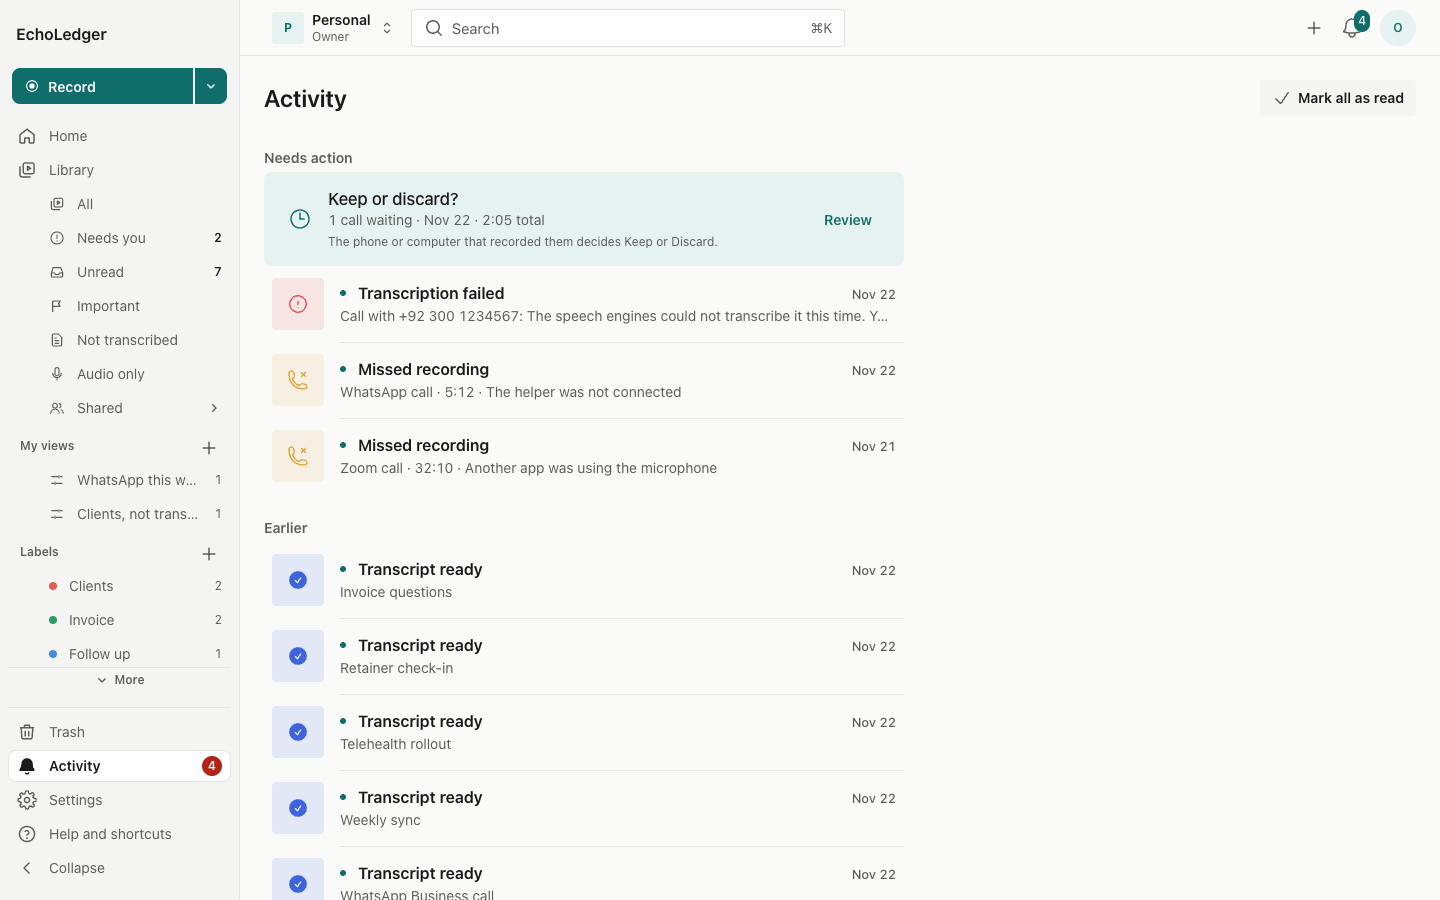 EchoLedger
Record
Home
Library
All
Needs you 2
Unread 7
Important
Not transcribed
Audio only
Shared
My views
WhatsApp this w... 1
Clients, not trans... 1
Labels
Clients 2
Invoice 2
Follow up 1
More
Trash
Activity 4
Settings
Help and shortcuts
Collapse
P
Personal
Owner
Search ⌘K
4
O
Activity
Mark all as read
Needs action
Keep or discard?
1 call waiting · Nov 22 · 2:05 total
The phone or computer that recorded them decides Keep or Discard.
Review
Transcription failed Nov 22
Call with +92 300 1234567: The speech engines could not transcribe it this time. Y...
Missed recording Nov 22
WhatsApp call · 5:12 · The helper was not connected
Missed recording Nov 21
Zoom call · 32:10 · Another app was using the microphone
Earlier
Transcript ready Nov 22
Invoice questions
Transcript ready Nov 22
Retainer check-in
Transcript ready Nov 22
Telehealth rollout
Transcript ready Nov 22
Weekly sync
Transcript ready Nov 22
WhatsApp Business call